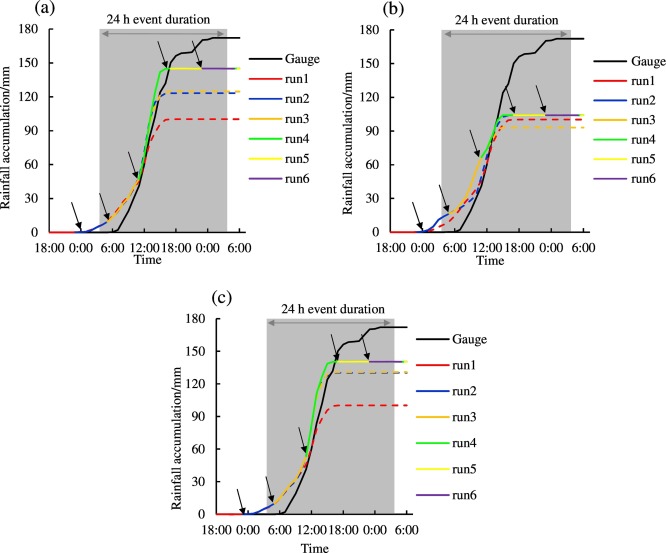 (a)
24 h event duration
180
150
120
90
60
30
0
Rainfall accumulation/mm
18:00 0:00 6:00 12:00 18:00 0:00 6:00
Time
Gauge
run1
run2
run3
run4
run5
run6
(b)
24 h event duration
180
150
120
90
60
30
0
Rainfall accumulation/mm
18:00 0:00 6:00 12:00 18:00 0:00 6:00
Time
Gauge
run1
run2
run3
run4
run5
run6
(c)
24 h event duration
180
150
120
90
60
30
0
Rainfall accumulation/mm
18:00 0:00 6:00 12:00 18:00 0:00 6:00
Time
Gauge
run1
run2
run3
run4
run5
run6